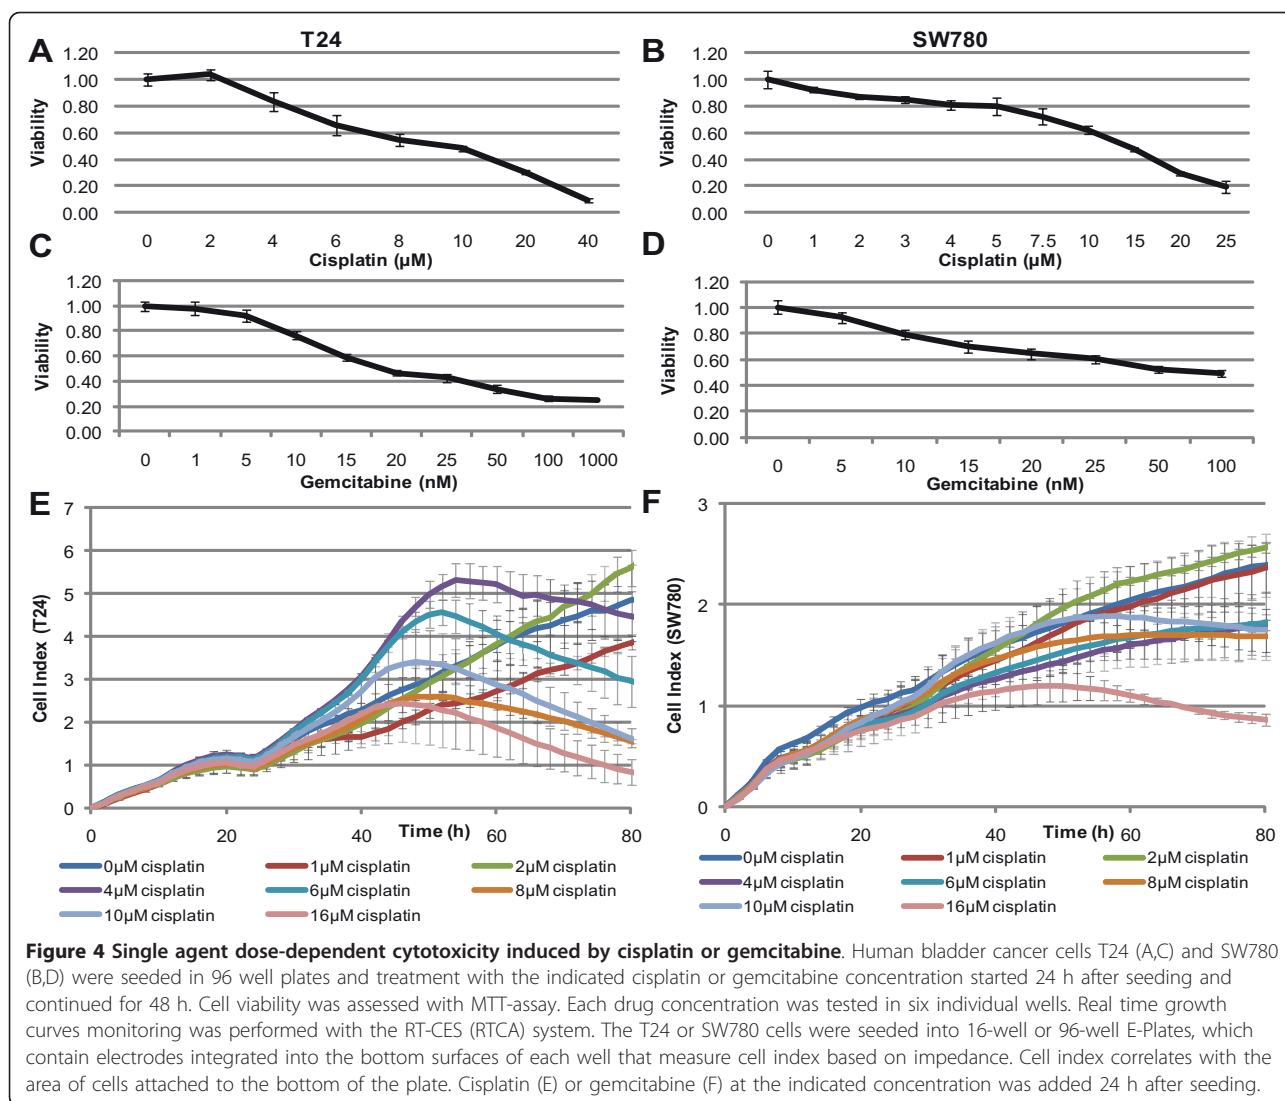 T24
SW780
A
1.20
1.00
0.80
0.60
0.40
0.20
0.00
Viability
0 2 4 6 8 10 20 40
Cisplatin (µM)
B
1.20
1.00
0.80
0.60
0.40
0.20
0.00
Viability
0 1 2 3 4 5 7.5 10 15 20 25
Cisplatin (µM)
C
1.20
1.00
0.80
0.60
0.40
0.20
0.00
Viability
0 1 5 10 15 20 25 50 100 1000
Gemcitabine (nM)
D
1.20
1.00
0.80
0.60
0.40
0.20
0.00
Viability
0 5 10 15 20 25 50 100
Gemcitabine (nM)
E
7
6
5
4
3
2
1
0
Cell Index (T24)
0 20 40 60 80
Time (h)
0µM cisplatin 1µM cisplatin 2µM cisplatin
4µM cisplatin 6µM cisplatin 8µM cisplatin
10µM cisplatin 16µM cisplatin
F
3
2
1
0
Cell Index (SW780)
0 20 40 60 80
Time (h)
0µM cisplatin 1µM cisplatin 2µM cisplatin
4µM cisplatin 6µM cisplatin 8µM cisplatin
10µM cisplatin 16µM cisplatin
Figure 4 Single agent dose-dependent cytotoxicity induced by cisplatin or gemcitabine. Human bladder cancer cells T24 (A,C) and SW780
(B,D) were seeded in 96 well plates and treatment with the indicated cisplatin or gemcitabine concentration started 24 h after seeding and
continued for 48 h. Cell viability was assessed with MTT-assay. Each drug concentration was tested in six individual wells. Real time growth
curves monitoring was performed with the RT-CES (RTCA) system. The T24 or SW780 cells were seeded into 16-well or 96-well E-Plates, which
contain electrodes integrated into the bottom surfaces of each well that measure cell index based on impedance. Cell index correlates with the
area of cells attached to the bottom of the plate. Cisplatin (E) or gemcitabine (F) at the indicated concentration was added 24 h after seeding.